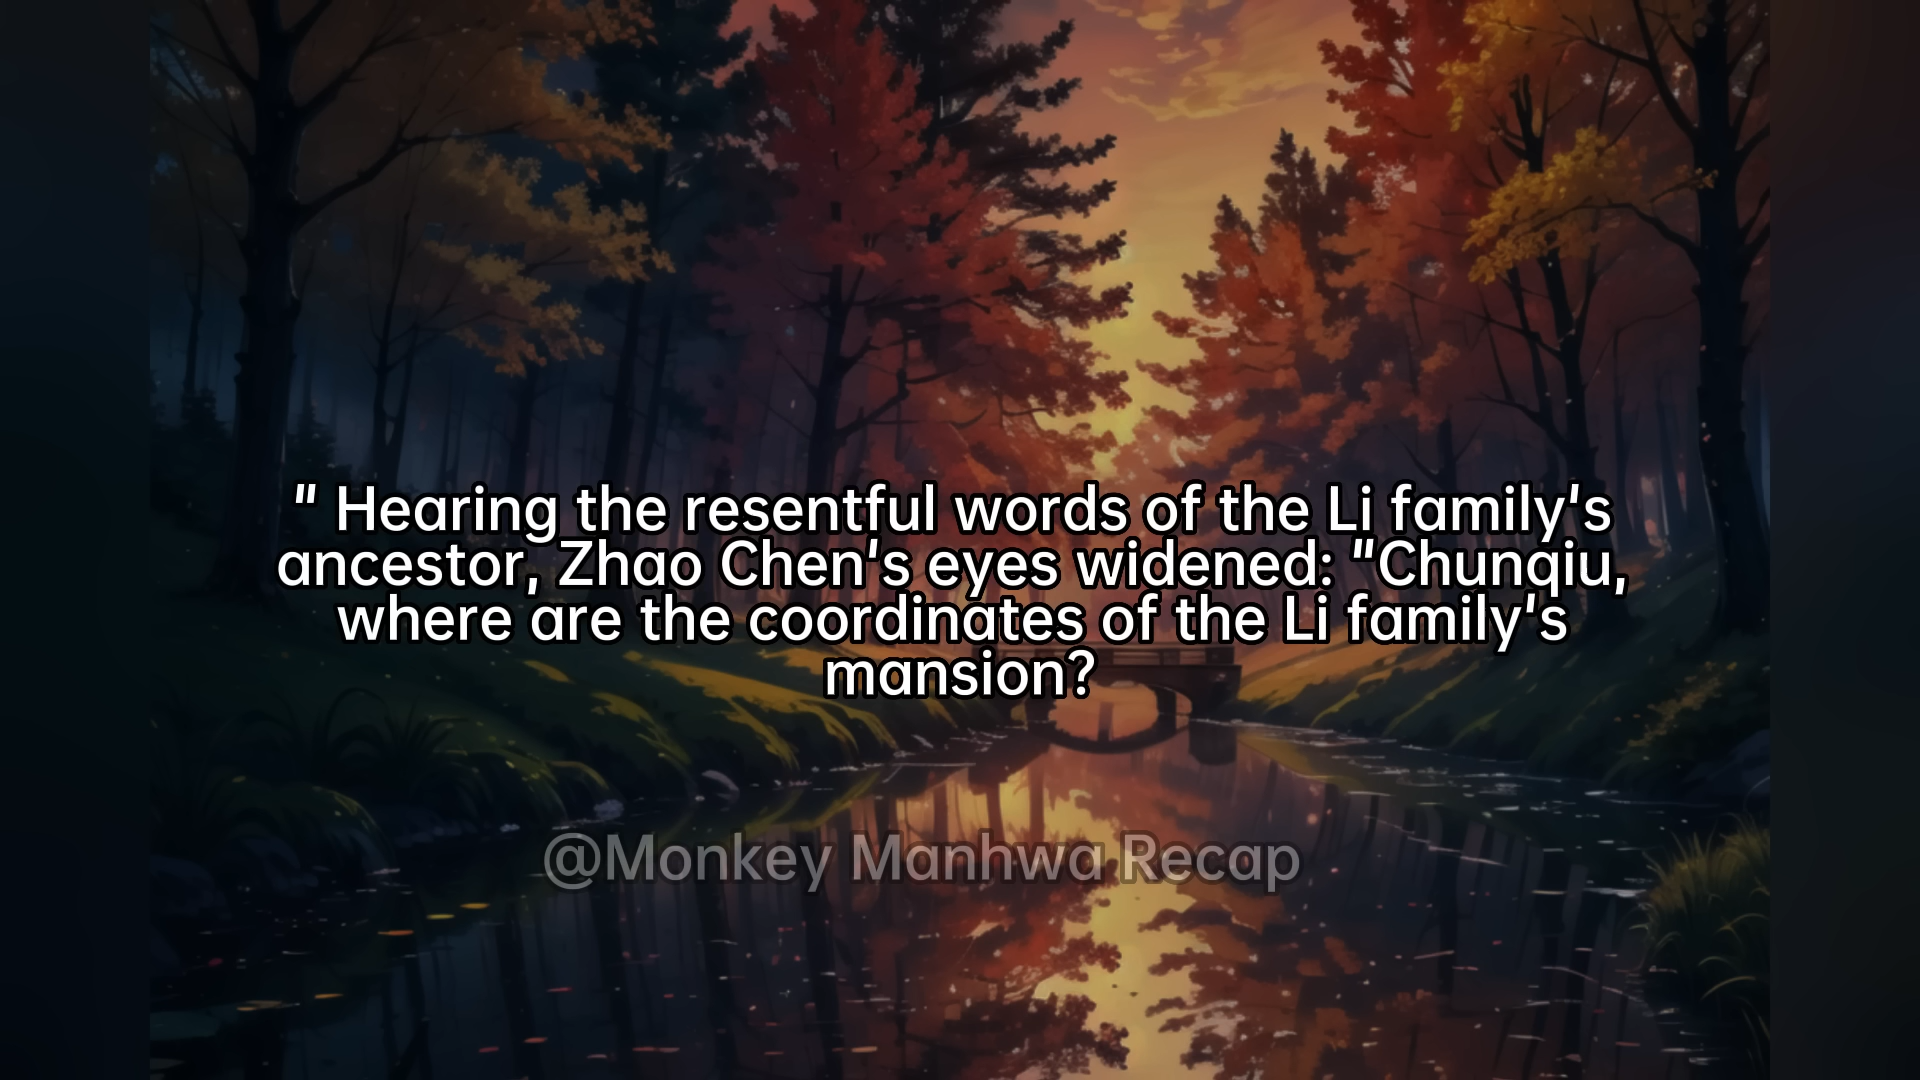 " Hearing the resentful words of the Li family's
ancestor, Zhao Chen's eyes widened: "Chunqiu,
where are the coordinates of the Li family's
mansion?
@Monkey Manhwa Recap